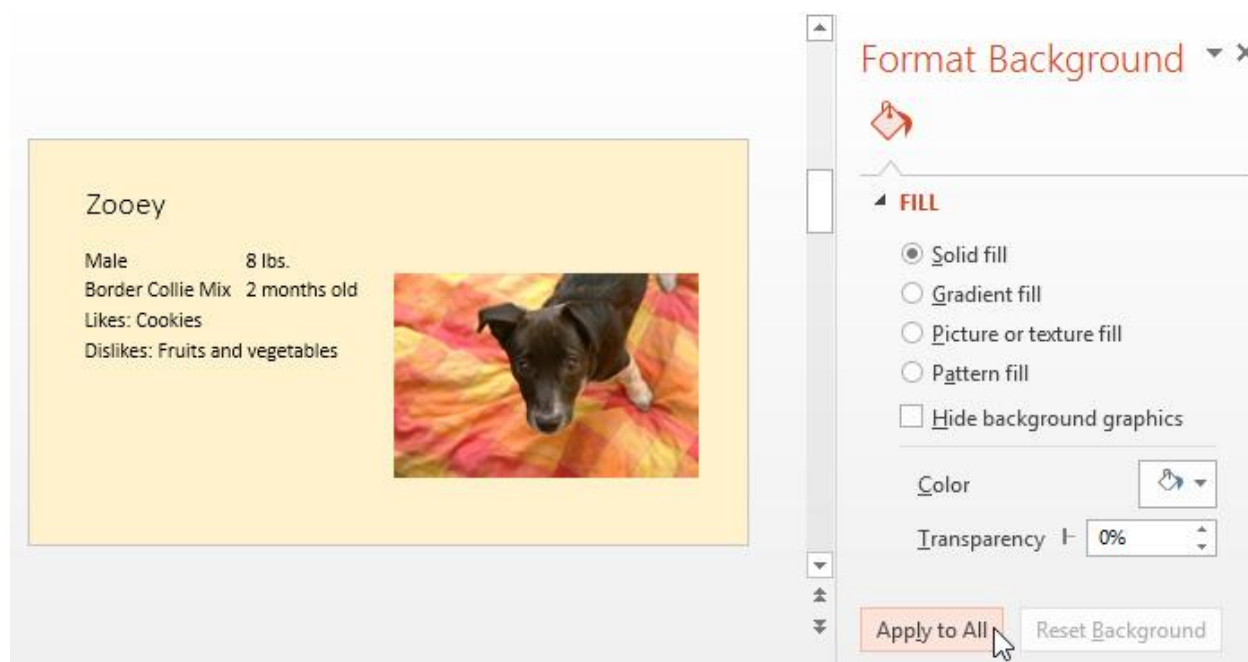 Format Background
Zooey
Male 8 lbs.
Border Collie Mix 2 months old
Likes: Cookies
Dislikes: Fruits and vegetables
FILL
Solid fill
Gradient fill
Picture or texture fill
Pattern fill
Hide background graphics
Color
Transparency 0%
Apply to All Reset Background